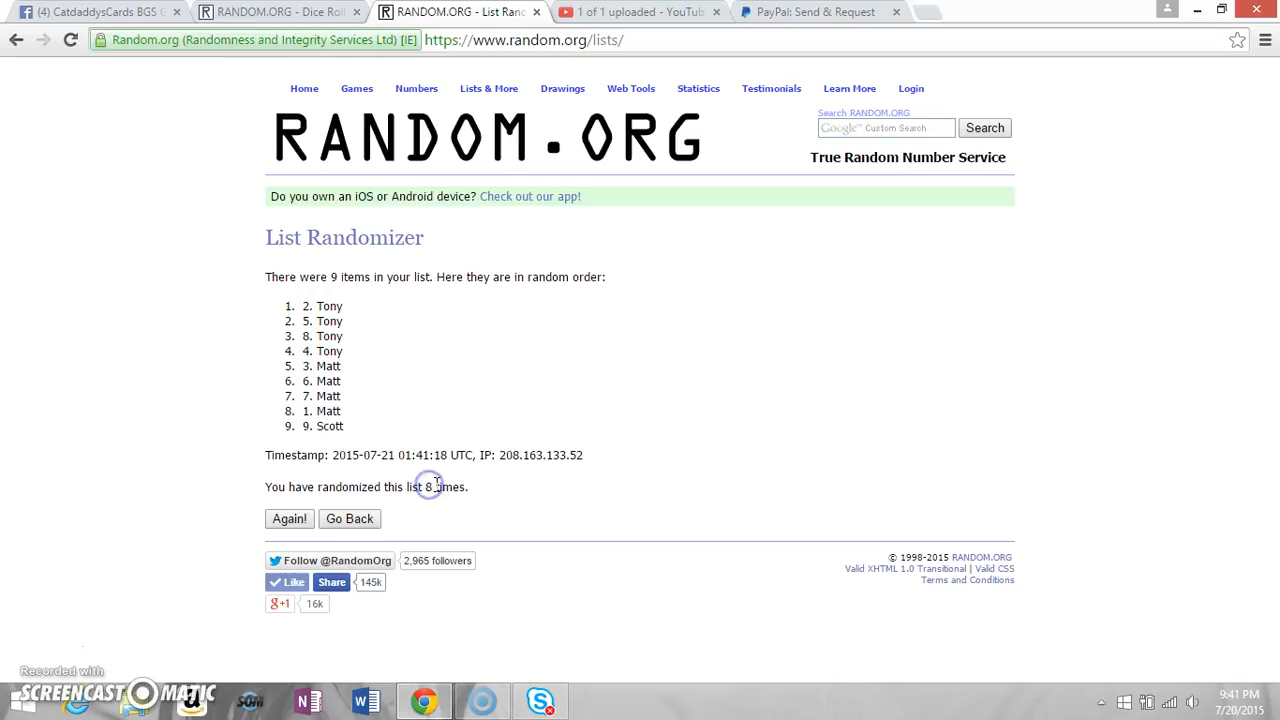 (4) CatdaddysCards BGS G
RANDOM.ORG - Dice Roll
RANDOM.ORG - List Rand
1 of 1 uploaded - YouTub
PayPal: Send & Request
Random.org (Randomness and Integrity Services Ltd) [IE]
https://www.random.org/lists/
Home Games Numbers Lists & More Drawings Web Tools Statistics Testimonials Learn More Login
RANDOM.ORG
Search RANDOM.ORG
Google™ Custom Search
Search
True Random Number Service
Do you own an iOS or Android device? Check out our app!
List Randomizer
There were 9 items in your list. Here they are in random order:
1. 2. Tony
2. 5. Tony
3. 8. Tony
4. 4. Tony
5. 3. Matt
6. 6. Matt
7. 7. Matt
8. 1. Matt
9. 9. Scott
Timestamp: 2015-07-21 01:41:18 UTC, IP: 208.163.133.52
You have randomized this list 8 times.
Again! Go Back
Follow @RandomOrg 2,965 followers
Like Share 145k
g+1 16k
© 1998-2015 RANDOM.ORG
Valid XHTML 1.0 Transitional | Valid CSS
Terms and Conditions
Recorded with
SCREENCAST-O-MATIC
SOM
9:41 PM
7/20/2015